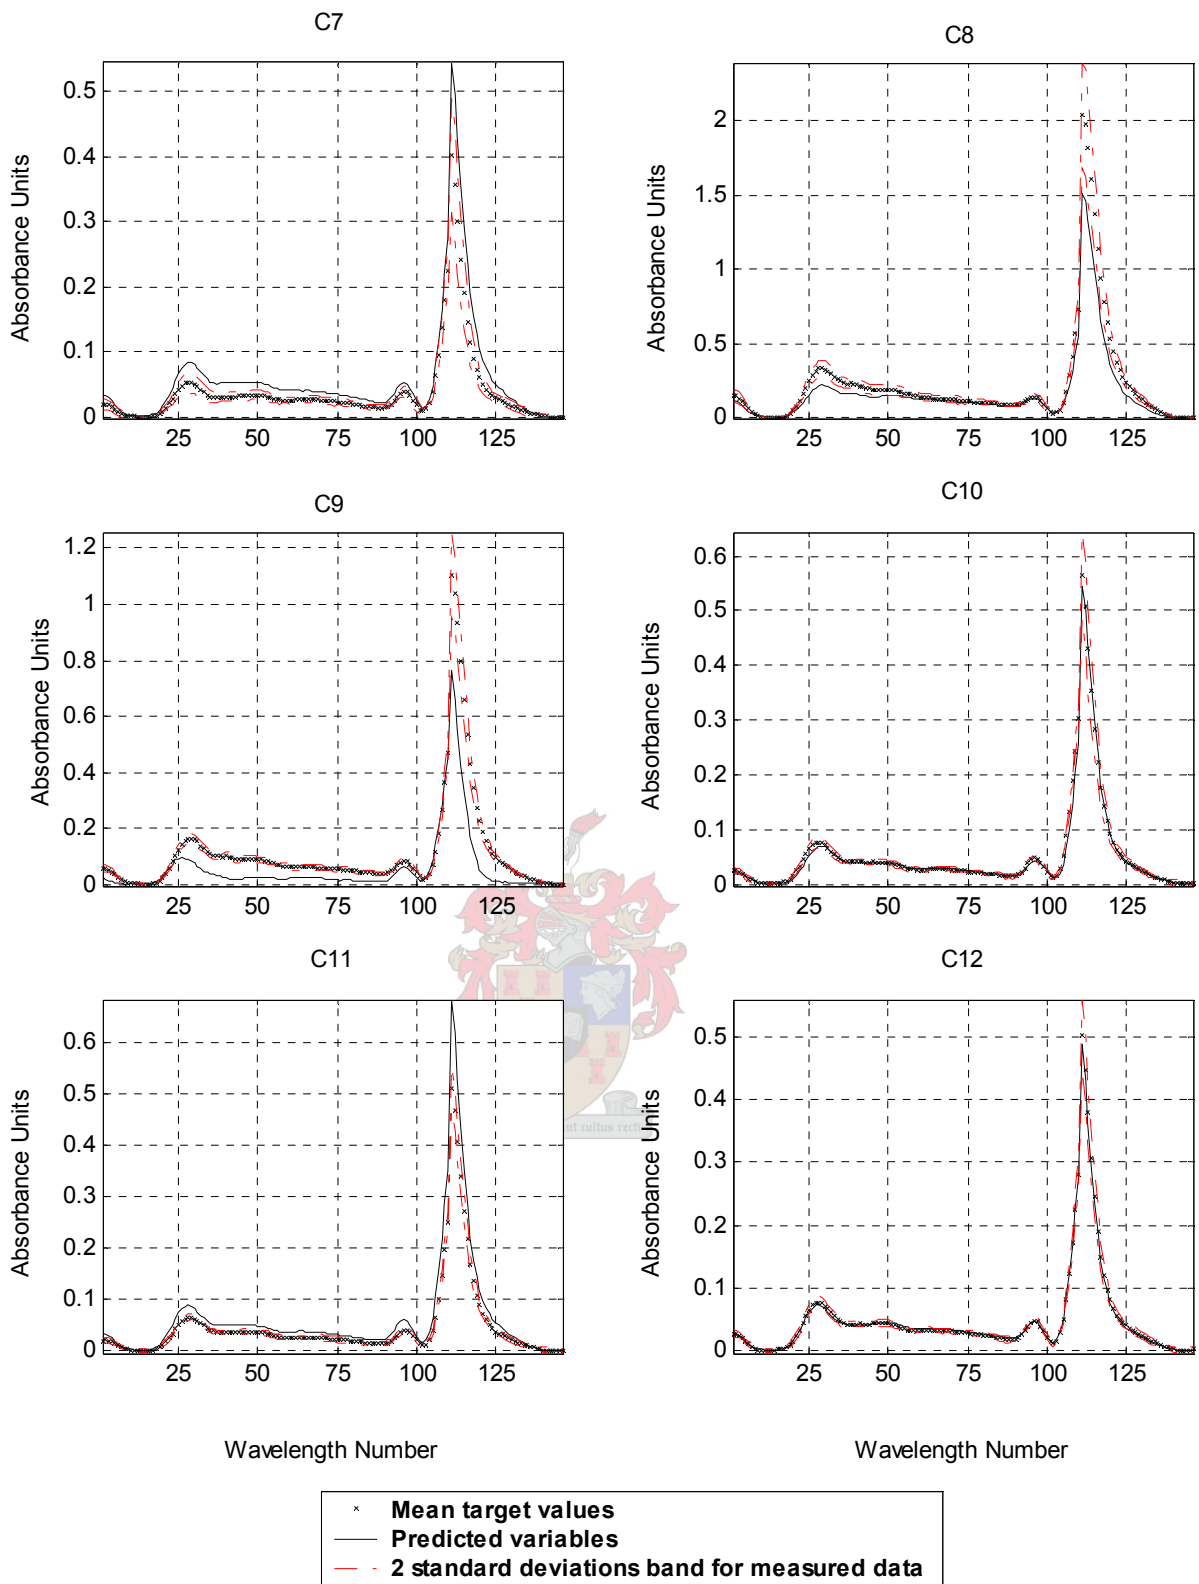 C7
C8
Absorbance Units
0.5
0.4
0.3
0.2
0.1
0
25 50 75 100 125
Absorbance Units
2
1.5
1
0.5
0
25 50 75 100 125
C9
C10
Absorbance Units
1.2
1
0.8
0.6
0.4
0.2
0
25 50 75 100 125
Absorbance Units
0.6
0.5
0.4
0.3
0.2
0.1
0
25 50 75 100 125
C11
C12
Absorbance Units
0.6
0.5
0.4
0.3
0.2
0.1
0
25 50 75 100 125
Absorbance Units
0.5
0.4
0.3
0.2
0.1
0
25 50 75 100 125
cultus recti
Wavelength Number
Wavelength Number
Mean target values
Predicted variables
2 standard deviations band for measured data